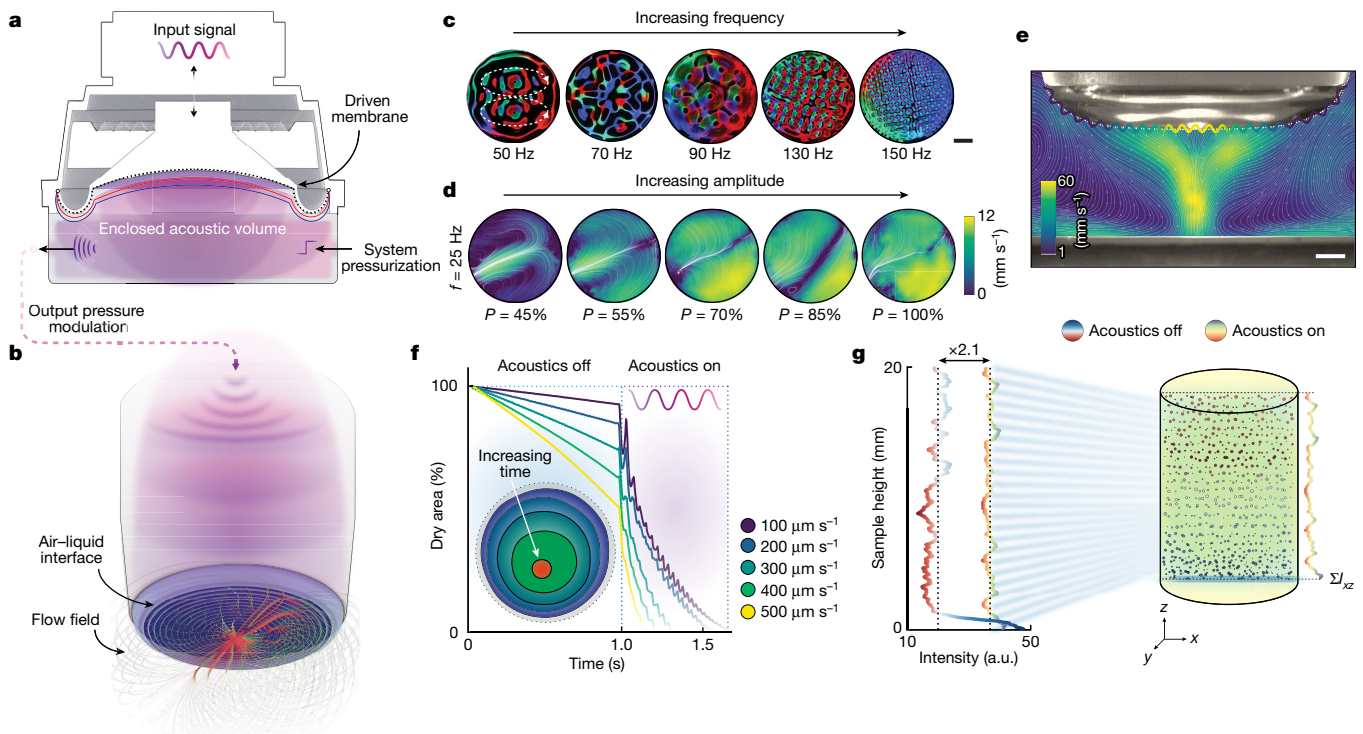 a
Input signal
Driven
membrane
Enclosed acoustic volume
System
pressurization
Output pressure
modulation
b
Air–liquid
interface
Flow field
c
Increasing frequency
50 Hz
70 Hz
90 Hz
130 Hz
150 Hz
d
Increasing amplitude
f = 25 Hz
12
(mm s⁻¹)
0
P = 45%
P = 55%
P = 70%
P = 85%
P = 100%
e
60
(mm s⁻¹)
1
f
Acoustics off
Acoustics on
100
Dry area (%)
Increasing
time
0
0
1.0
1.5
Time (s)
100 μm s⁻¹
200 μm s⁻¹
300 μm s⁻¹
400 μm s⁻¹
500 μm s⁻¹
Acoustics off
Acoustics on
g
×2.1
20
Sample height (mm)
0
10
50
Intensity (a.u.)
ΣI_xz
z
x
y